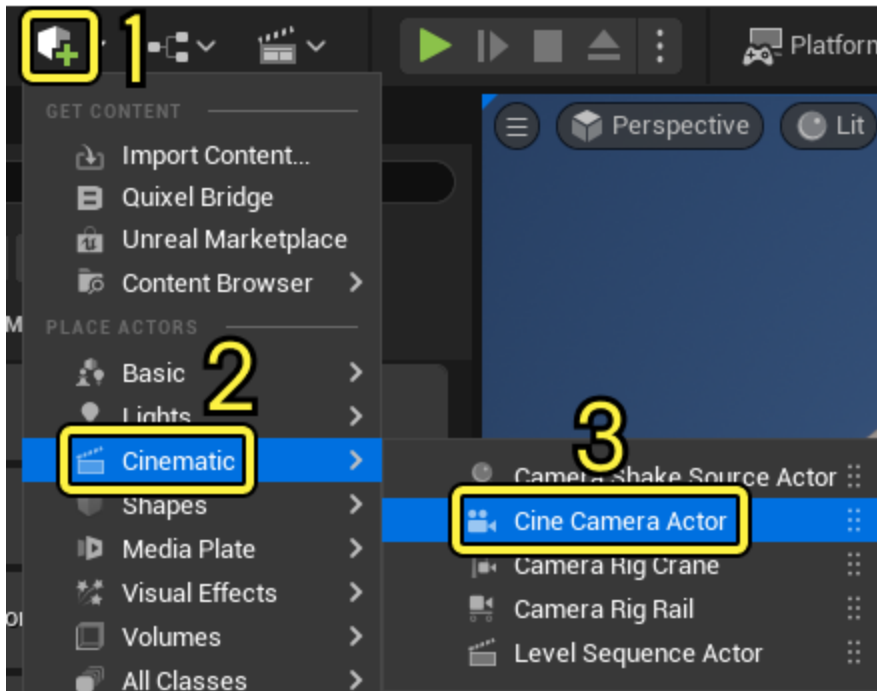 1
Platforn
GET CONTENT
Import Content...
Perspective
Lit
Quixel Bridge
Unreal Marketplace
Content Browser
M
PLACE ACTORS
2
Basic
Lights
3
Cinematic
Camera Shake Source Actor
Shapes
Cine Camera Actor
Media Plate
Camera Rig Crane
Visual Effects
or
Camera Rig Rail
Volumes
Level Sequence Actor
All Classes